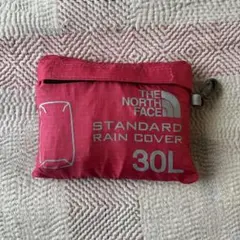 THE
NORTH
FACE
STANDARD
RAIN COVER
30L